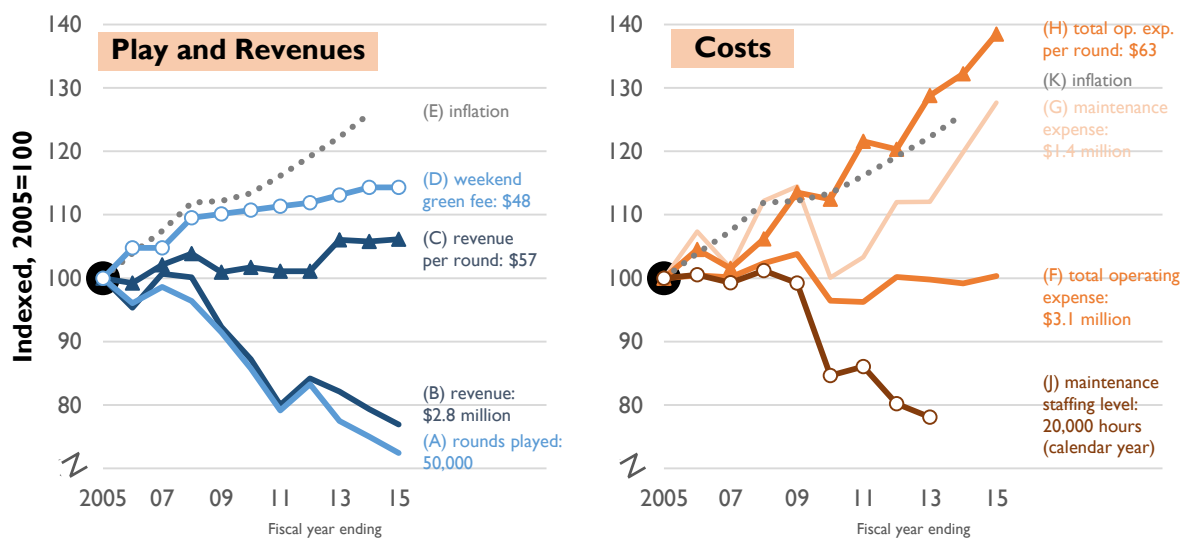 Play and Revenues
Indexed, 2005=100
140
130
120
110
100
90
80
(E) inflation
(D) weekend
green fee: $48
(C) revenue
per round: $57
(B) revenue:
$2.8 million
(A) rounds played:
50,000
2005 07 09 11 13 15
Fiscal year ending
Costs
140
130
120
110
100
90
80
(H) total op. exp.
per round: $63
(K) inflation
(G) maintenance
expense:
$1.4 million
(F) total operating
expense:
$3.1 million
(J) maintenance
staffing level:
20,000 hours
(calendar year)
2005 07 09 11 13 15
Fiscal year ending